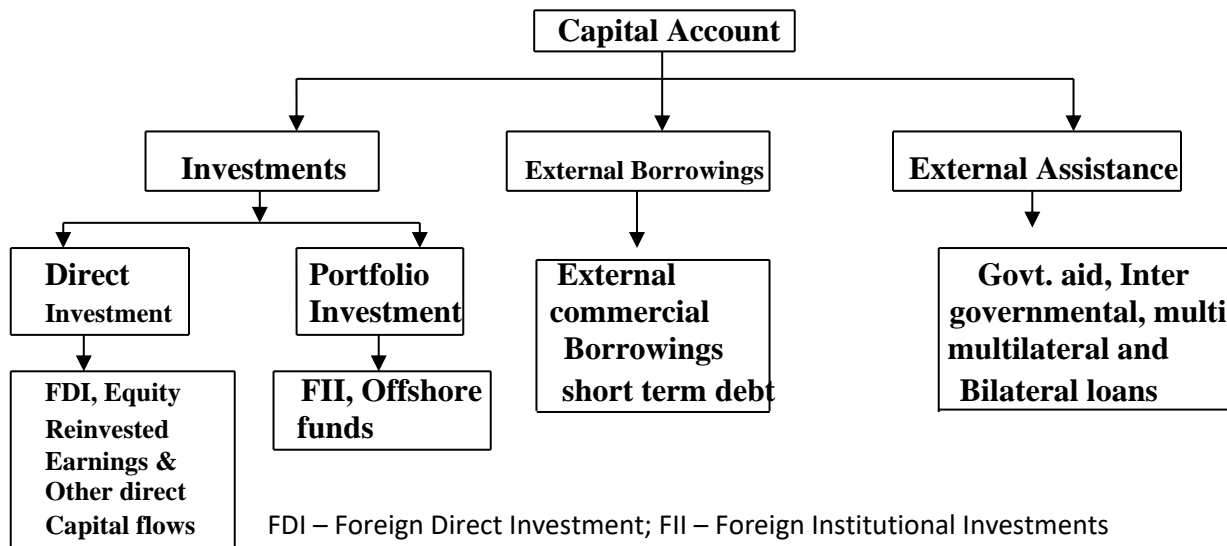 Capital Account
Investments
External Borrowings
External Assistance
Direct
Investment
Portfolio
Investment
External
commercial
Borrowings
short term debt
Govt. aid, Inter
governmental, multi
multilateral and
Bilateral loans
FDI, Equity
Reinvested
Earnings &
Other direct
Capital flows
FII, Offshore
funds
FDI – Foreign Direct Investment; FII – Foreign Institutional Investments